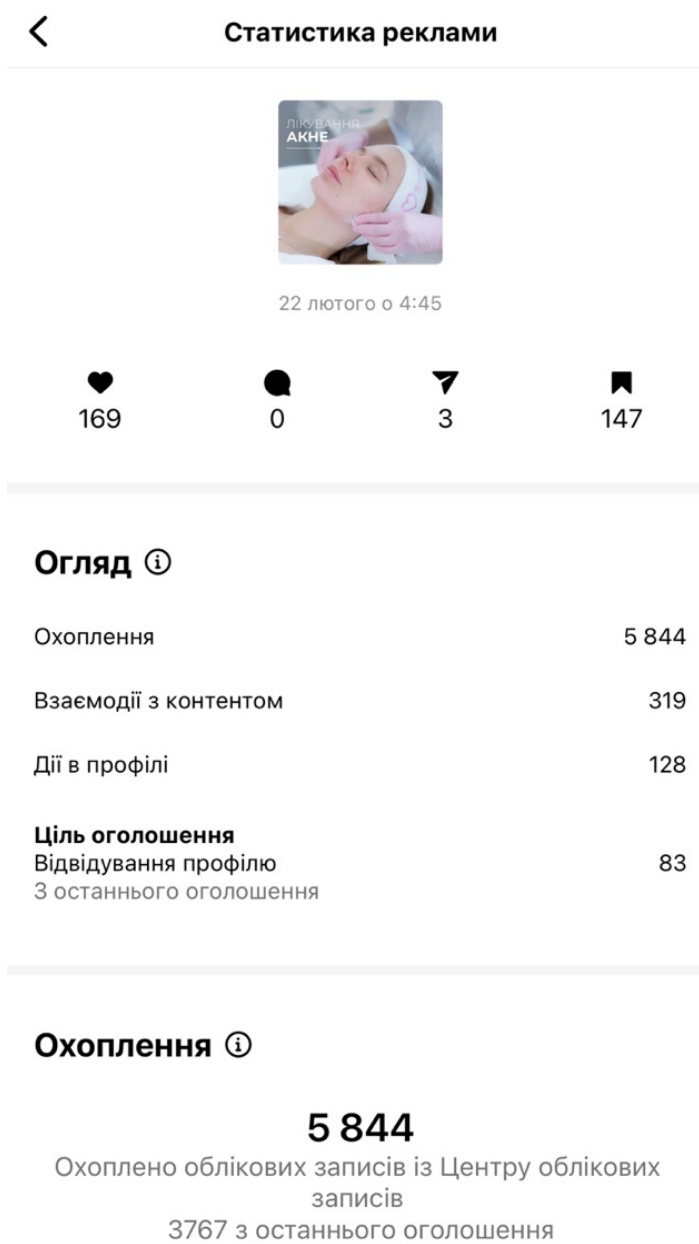 Статистика реклами
ЛІКУВАННЯ
АКНЕ
22 лютого о 4:45
169 0 3 147
Огляд
Охоплення 5 844
Взаємодії з контентом 319
Дії в профілі 128
Ціль оголошення
Відвідування профілю 83
З останнього оголошення
Охоплення
5 844
Охоплено облікових записів із Центру облікових
записів
3767 з останнього оголошення